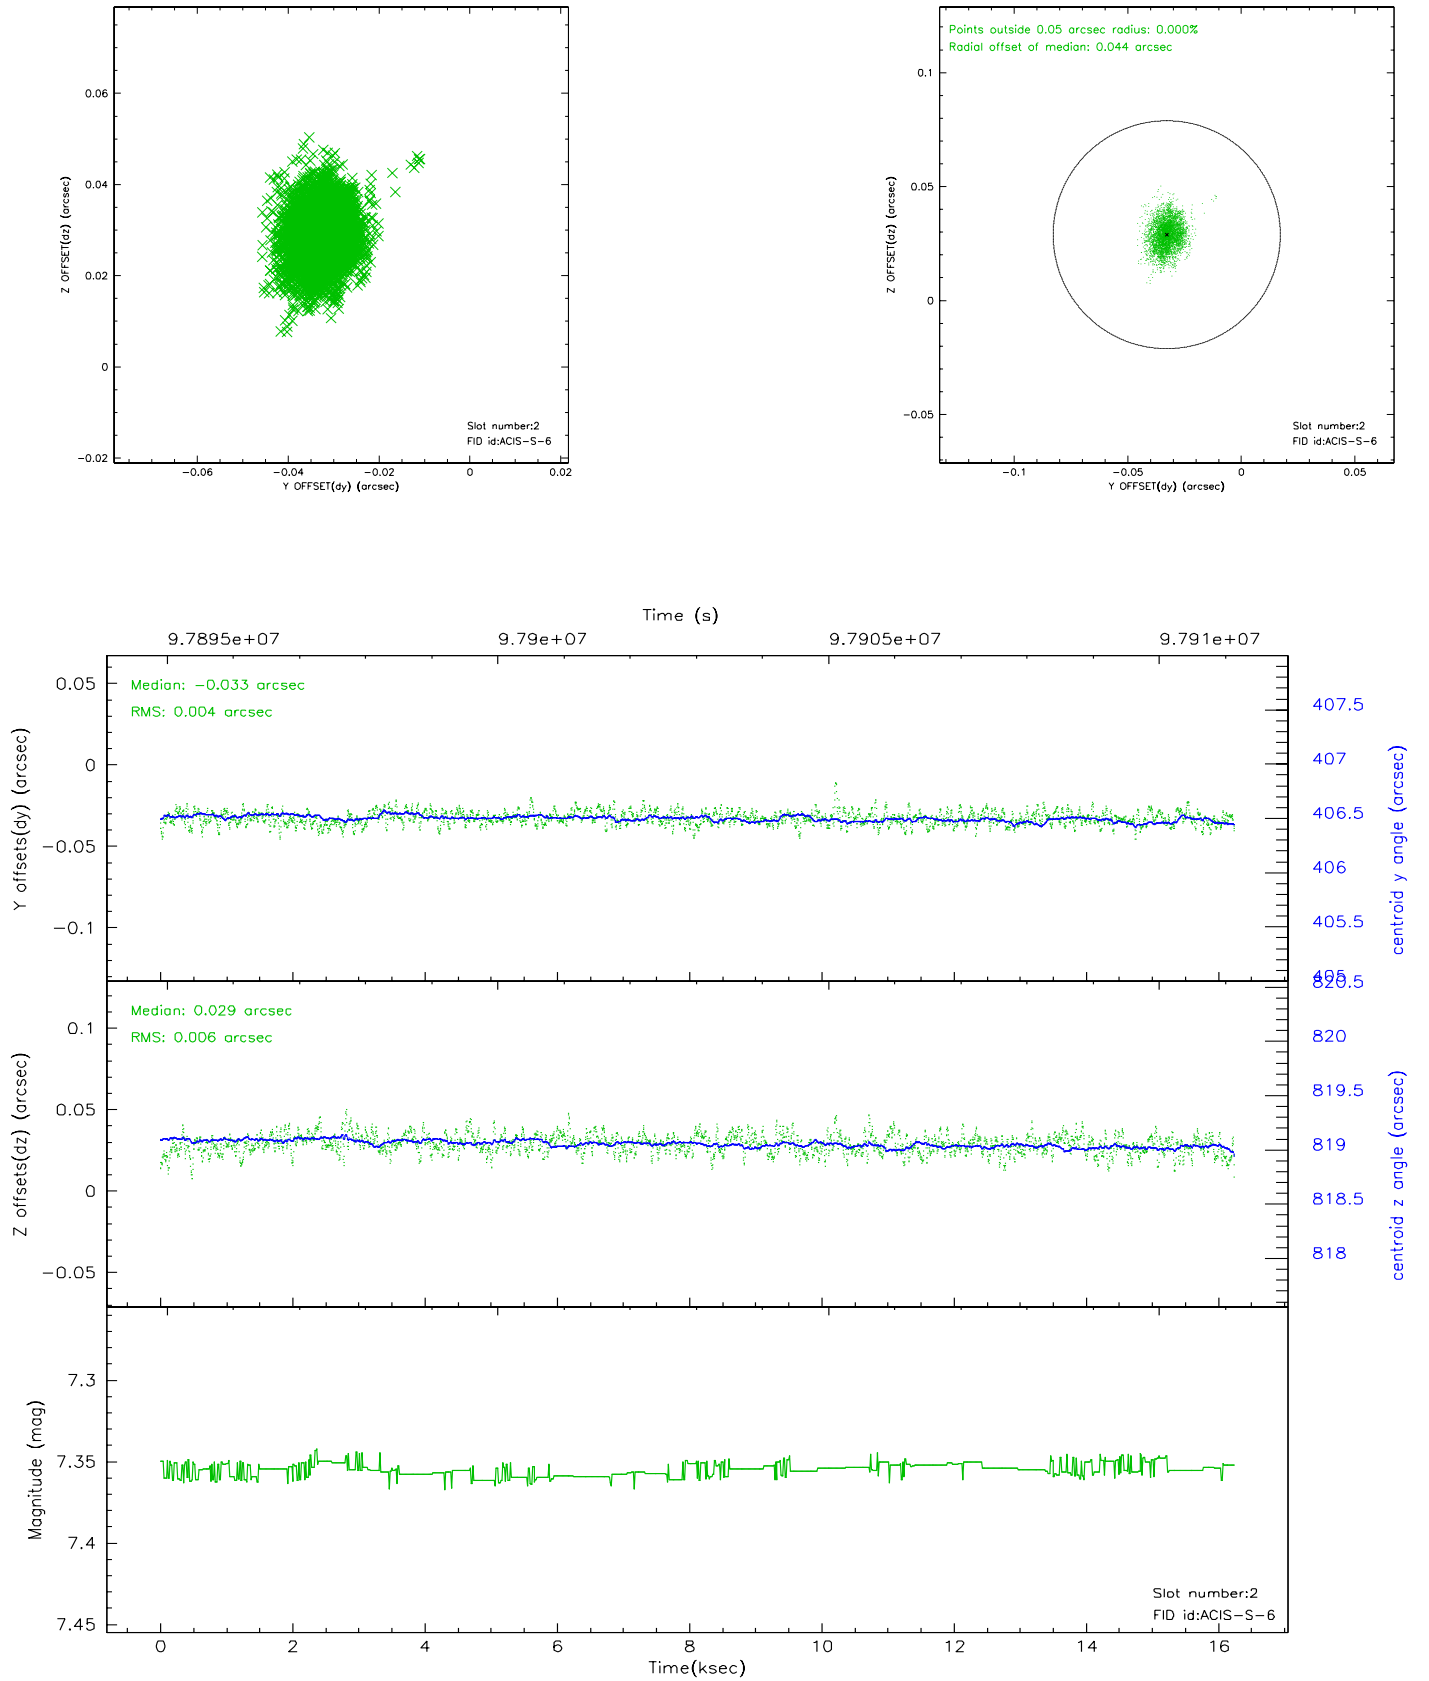 0.06
0.04
0.02
0
-0.02
Z OFFSET(dz) (arcsec)
Slot number:2
FID id:ACIS-S-6
-0.06 -0.04 -0.02 0 0.02
Y OFFSET(dy) (arcsec)
Points outside 0.05 arcsec radius: 0.000%
Radial offset of median: 0.044 arcsec
0.1
0.05
0
-0.05
Z OFFSET(dz) (arcsec)
Slot number:2
FID id:ACIS-S-6
-0.1 -0.05 0 0.05
Y OFFSET(dy) (arcsec)
Time (s)
9.7895e+07 9.79e+07 9.7905e+07 9.791e+07
Median: -0.033 arcsec
RMS: 0.004 arcsec
0.05
0
-0.05
-0.1
Y offsets(dy) (arcsec)
407.5
407
406.5
406
405.5
405
centroid y angle (arcsec)
Median: 0.029 arcsec
RMS: 0.006 arcsec
0.1
0.05
0
-0.05
Z offsets(dz) (arcsec)
820.5
820
819.5
819
818.5
818
centroid z angle (arcsec)
7.3
7.35
7.4
7.45
Magnitude (mag)
Slot number:2
FID id:ACIS-S-6
0 2 4 6 8 10 12 14 16
Time(ksec)